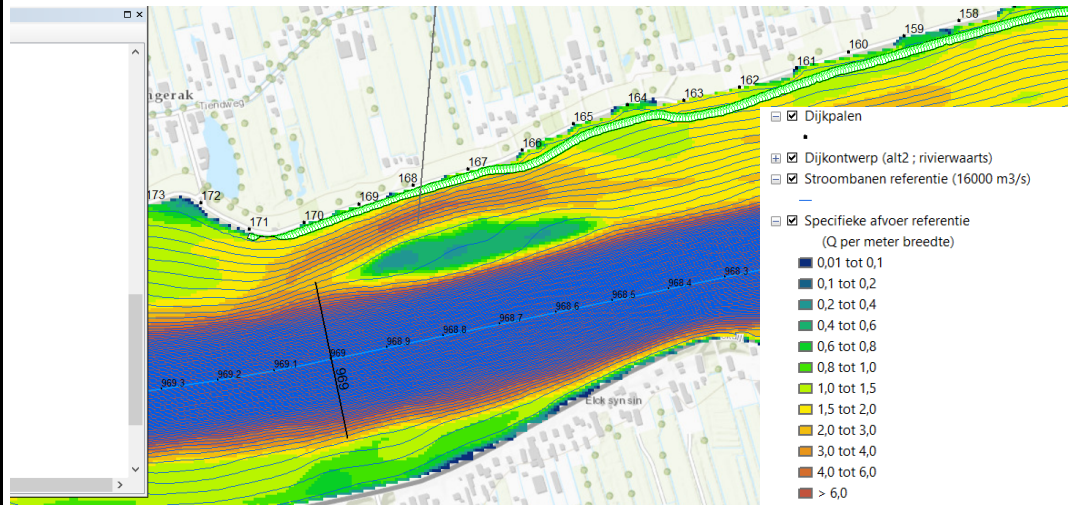 158
159
160
161
162
163
164
165
166
167
168
169
170
171
172
173
ngerak
Tiendweg
968 3
968 4
968 5
968 6
968 7
968 8
968 9
969
969
969 1
969 2
969 3
Elcksynsin
Dijkpalen
Dijkontwerp (alt2 ; rivierwaarts)
Stroombanen referentie (16000 m3/s)
Specifieke afvoer referentie
(Q per meter breedte)
0,01 tot 0,1
0,1 tot 0,2
0,2 tot 0,4
0,4 tot 0,6
0,6 tot 0,8
0,8 tot 1,0
1,0 tot 1,5
1,5 tot 2,0
2,0 tot 3,0
3,0 tot 4,0
4,0 tot 6,0
> 6,0